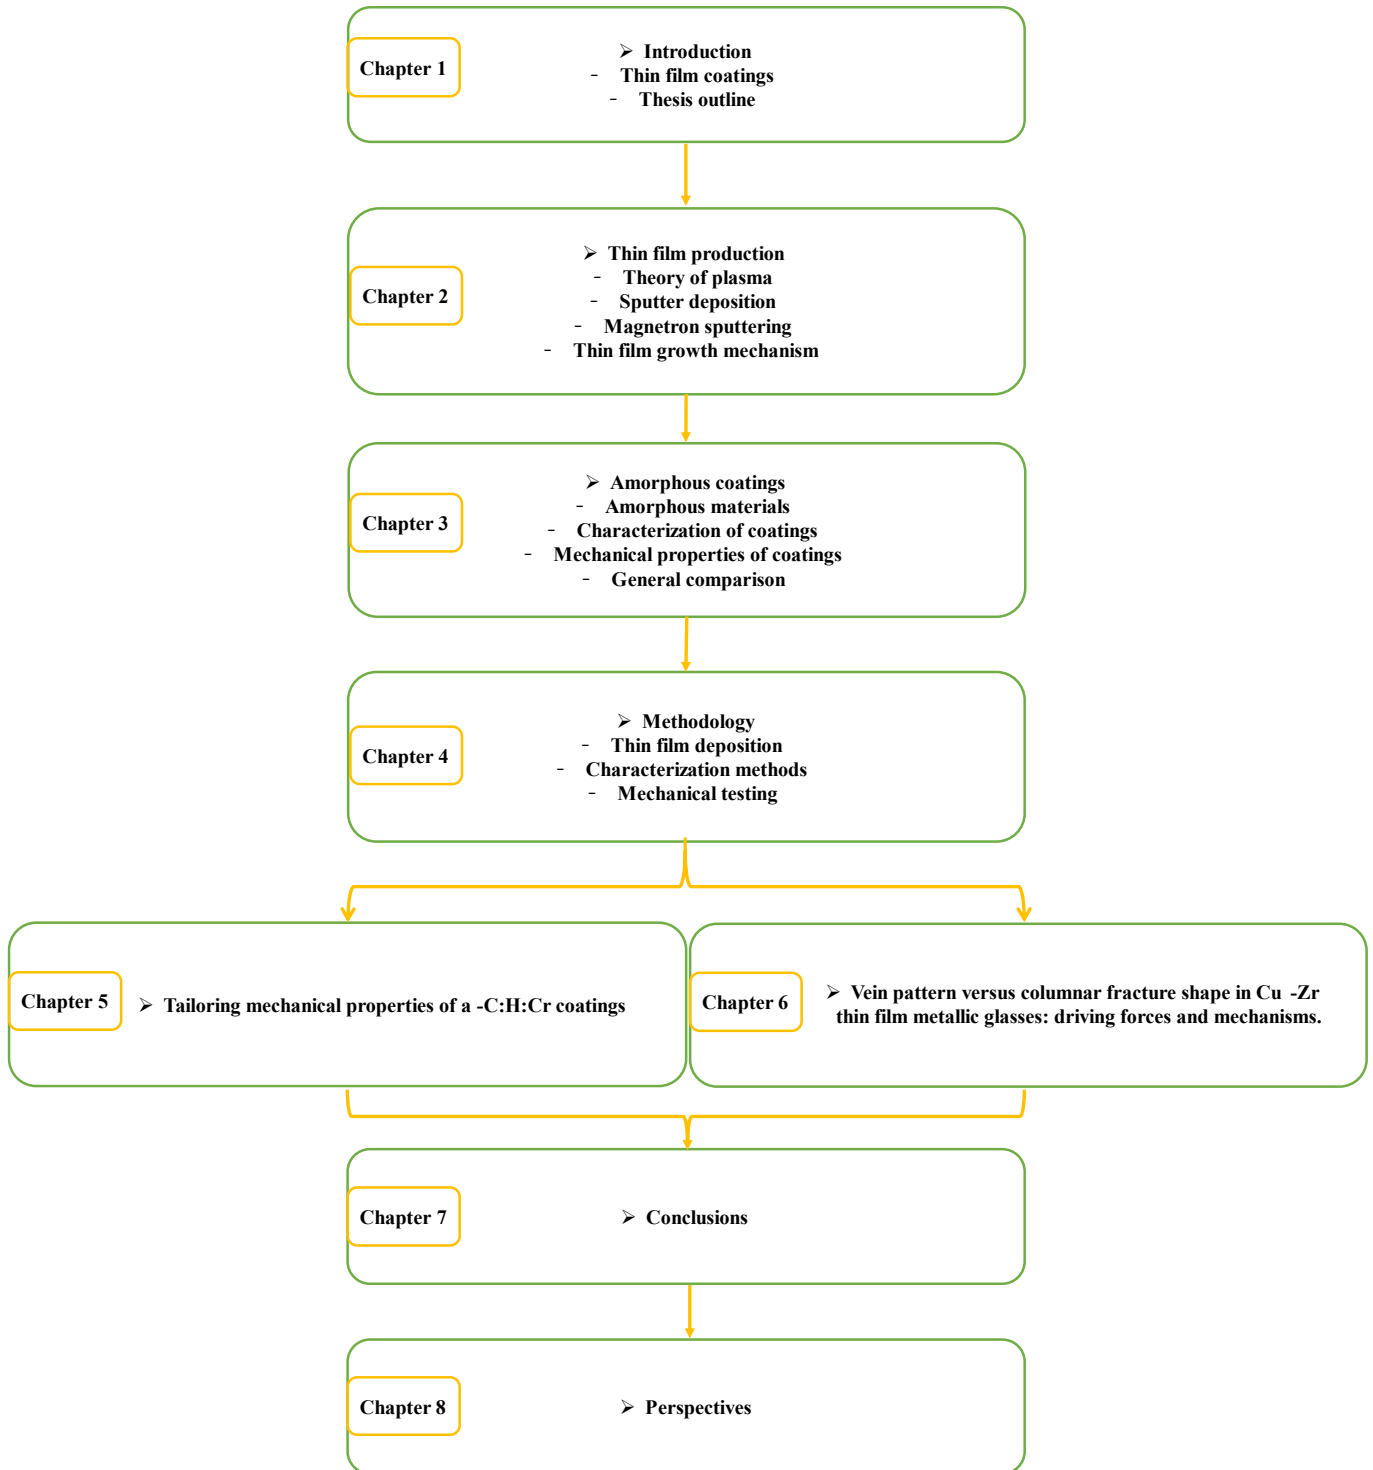 Chapter 1
➢ Introduction
- Thin film coatings
- Thesis outline
Chapter 2
➢ Thin film production
- Theory of plasma
- Sputter deposition
- Magnetron sputtering
- Thin film growth mechanism
Chapter 3
➢ Amorphous coatings
- Amorphous materials
- Characterization of coatings
- Mechanical properties of coatings
- General comparison
Chapter 4
➢ Methodology
- Thin film deposition
- Characterization methods
- Mechanical testing
Chapter 5
➢ Tailoring mechanical properties of a -C:H:Cr coatings
Chapter 6
➢ Vein pattern versus columnar fracture shape in Cu -Zr
thin film metallic glasses: driving forces and mechanisms.
Chapter 7
➢ Conclusions
Chapter 8
➢ Perspectives